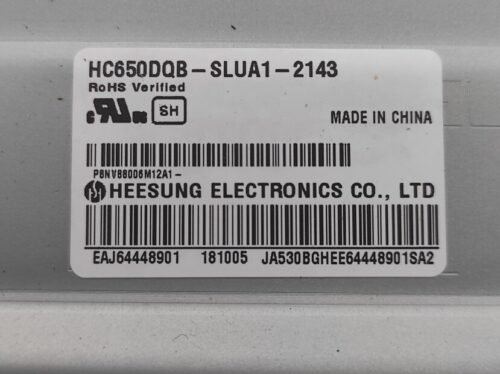 HC650DQB-SLUA1-2143
RoHS Verified
SH
MADE IN CHINA
P8NV88006M12A1-
HEESUNG ELECTRONICS CO., LTD
EAJ64448901 181005 JA530BGHEE64448901SA2